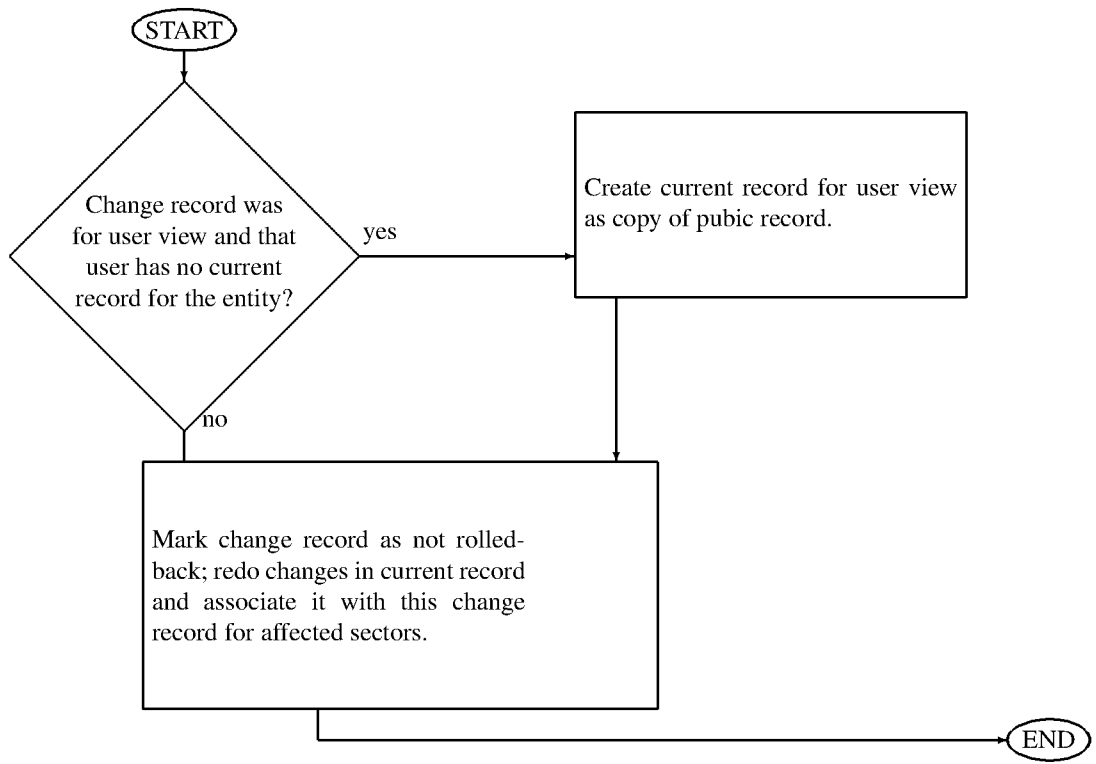 START
Change record was
for user view and that
user has no current
record for the entity?
yes
Create current record for user view
as copy of pubic record.
no
Mark change record as not rolled-
back; redo changes in current record
and associate it with this change
record for affected sectors.
END